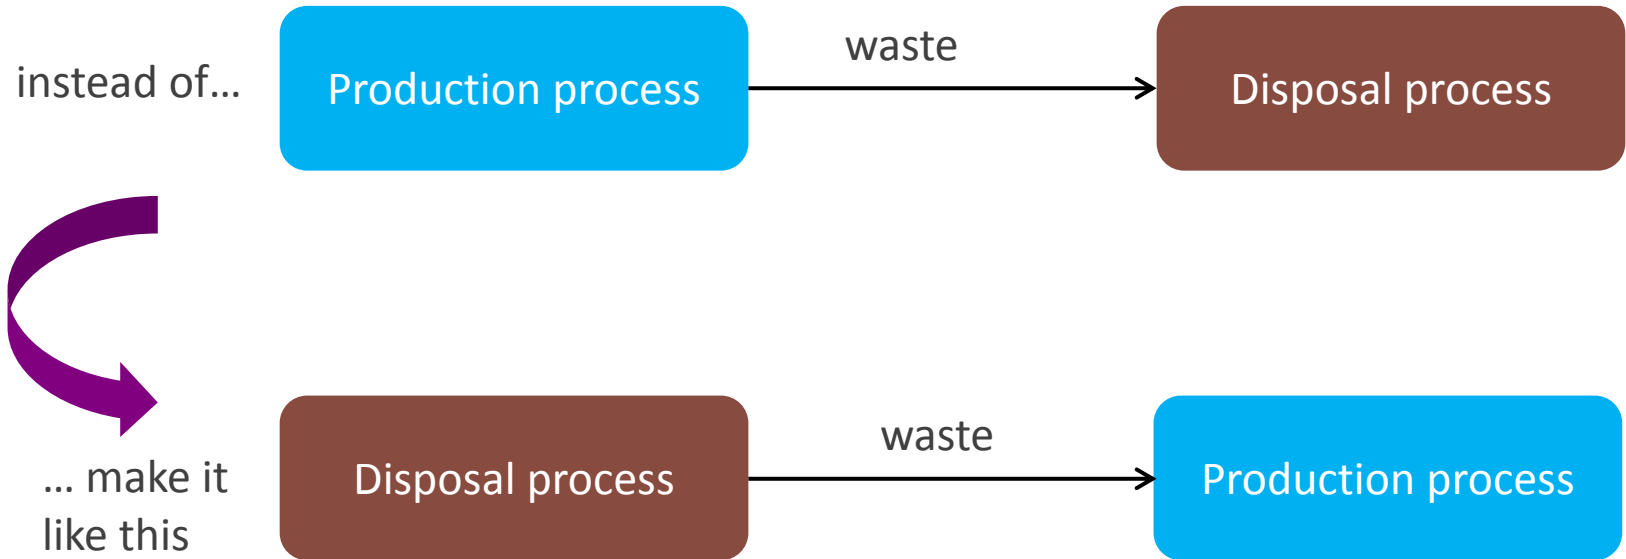 instead of…
Production process
waste
Disposal process
… make it
like this
Disposal process
waste
Production process